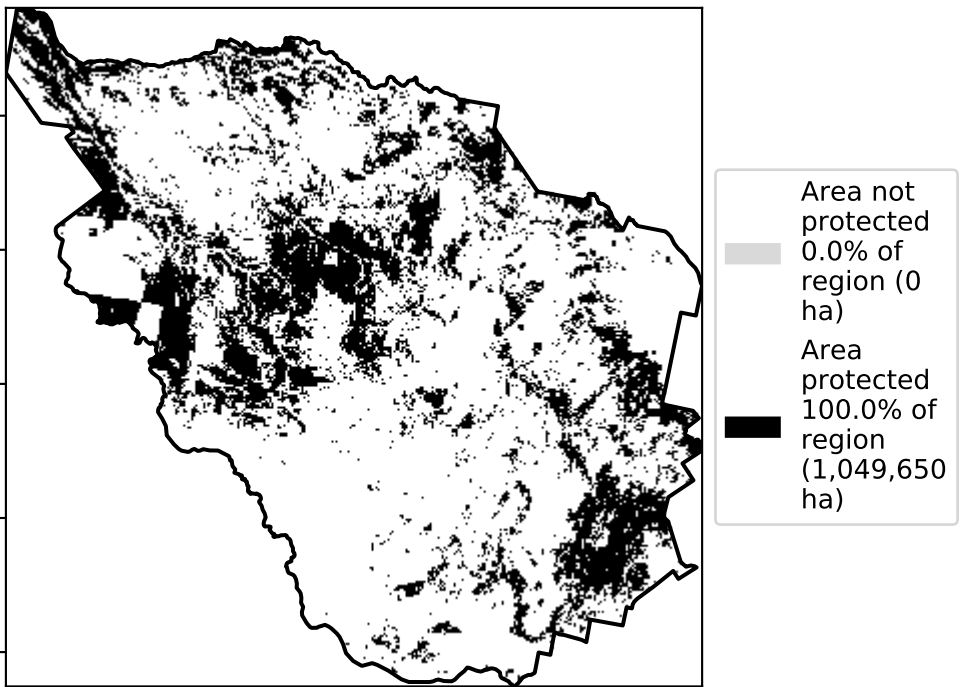 Area not
protected
0.0% of
region (0
ha)
Area
protected
100.0% of
region
(1,049,650
ha)